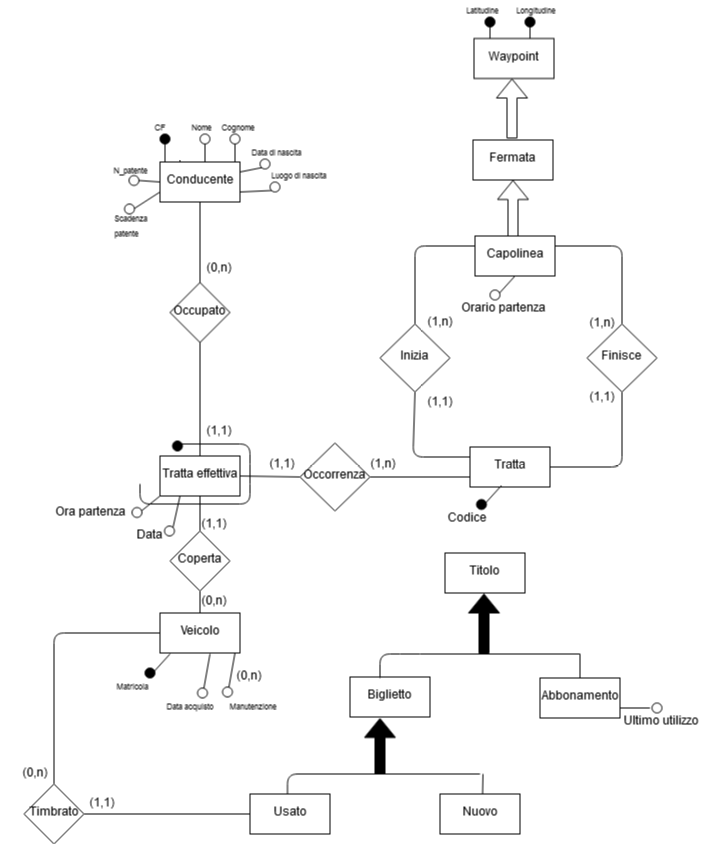 Latitudine
Longitudine
Waypoint
Fermata
CF
Nome
Cognome
Data di nascita
N_patente
Conducente
Luogo di nascita
Scadenza
patente
Capolinea
Orario partenza
(0,n)
Occupato
(1,n)
(1,n)
Inizia
Finisce
(1,1)
(1,1)
(1,1)
Tratta effettiva
(1,1)
Occorrenza
(1,n)
Tratta
Ora partenza
Data
(1,1)
Codice
Coperta
(0,n)
Titolo
Veicolo
Matricola
Data acquisto
(0,n)
Manutenzione
Biglietto
Abbonamento
Ultimo utilizzo
(0,n)
Timbrato
(1,1)
Usato
Nuovo